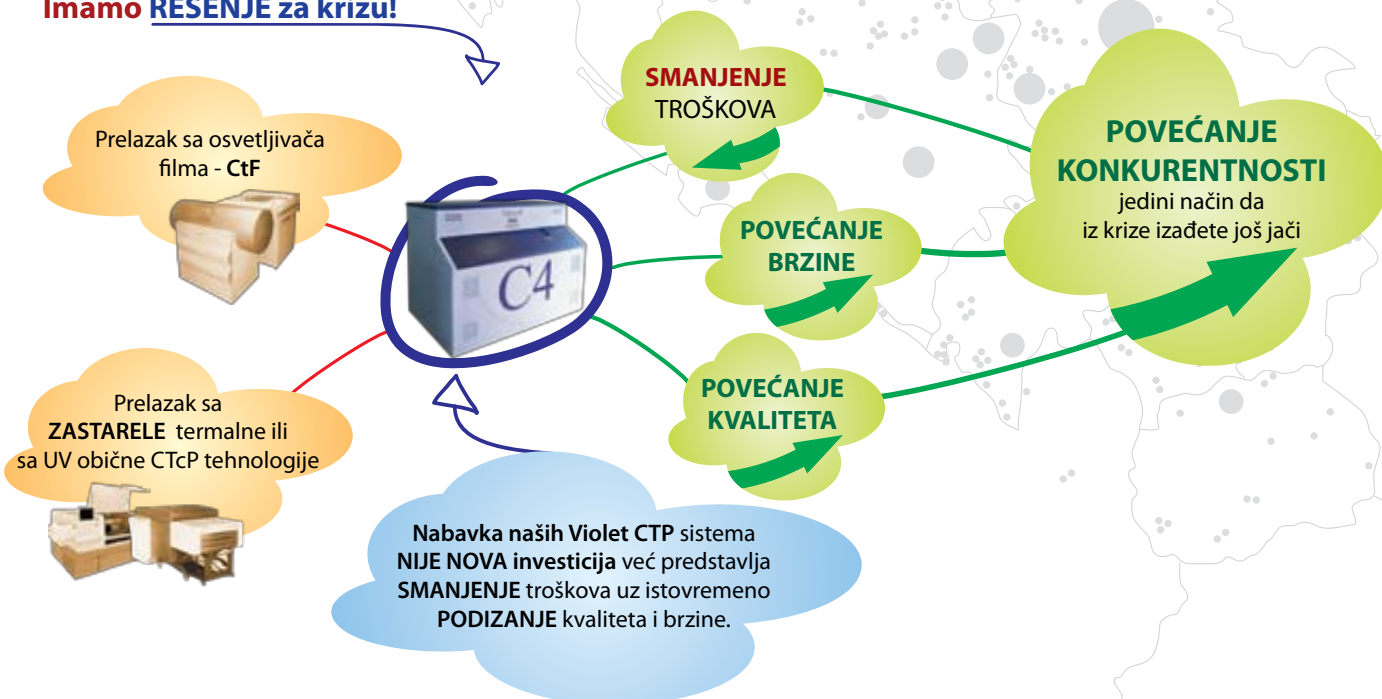 Imamo REŠENJE za krizu!
Prelazak sa osvetljivača
filma - CtF
Prelazak sa
ZASTARELE termalne ili
sa UV obične CTcP tehnologije
C4
Nabavka naših Violet CTP sistema
NIJE NOVA investicija već predstavlja
SMANJENJE troškova uz istovremeno
PODIZANJE kvaliteta i brzine.
SMANJENJE
TROŠKOVA
POVEĆANJE
BRZINE
POVEĆANJE
KVALITETA
POVEĆANJE
KONKURENTNOSTI
jedini način da
iz krize izađete još jači